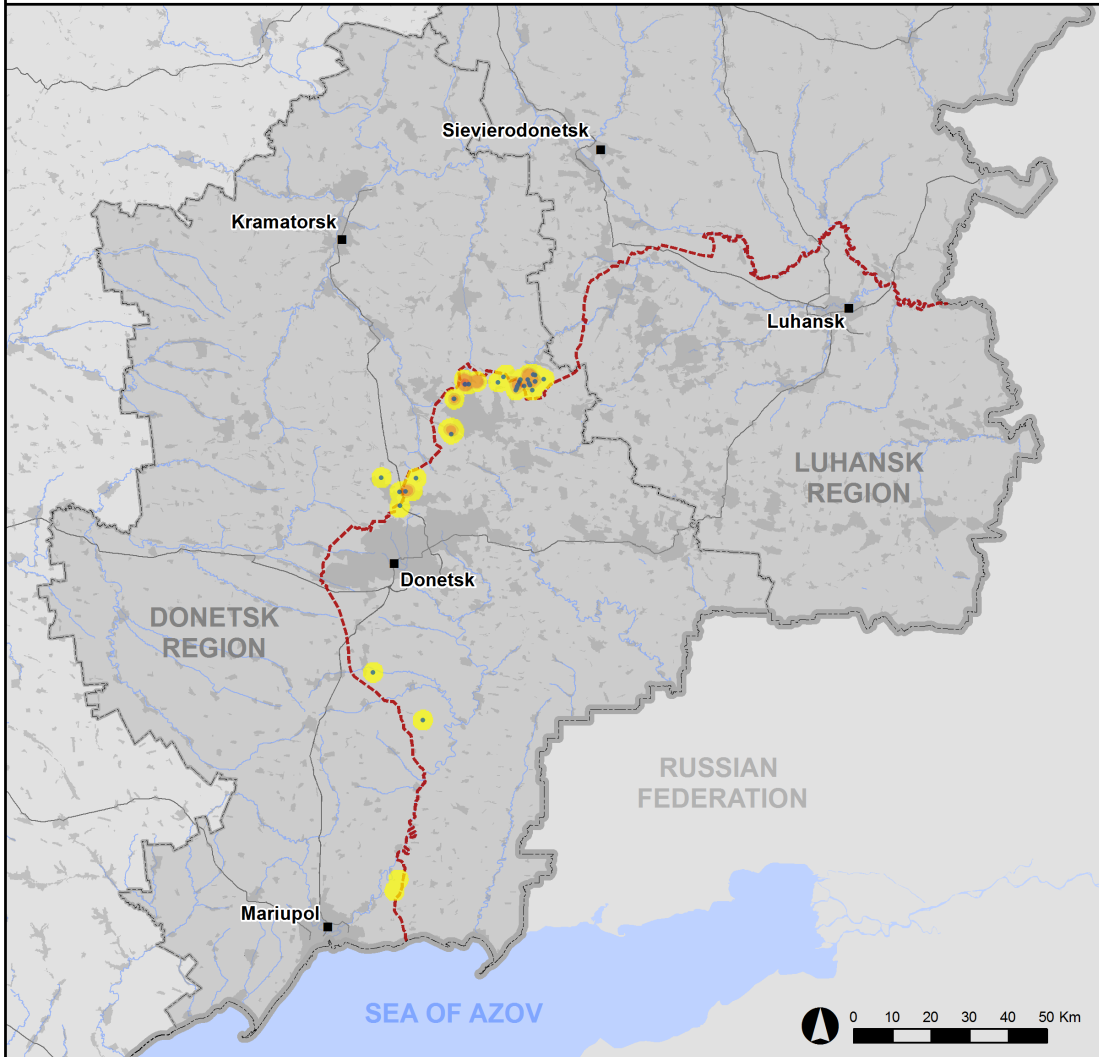 Sievierodonetsk
Kramatorsk
Luhansk
LUHANSK
REGION
Donetsk
DONETSK
REGION
RUSSIAN
FEDERATION
Mariupol
SEA OF AZOV
0 10 20 30 40 50 Km